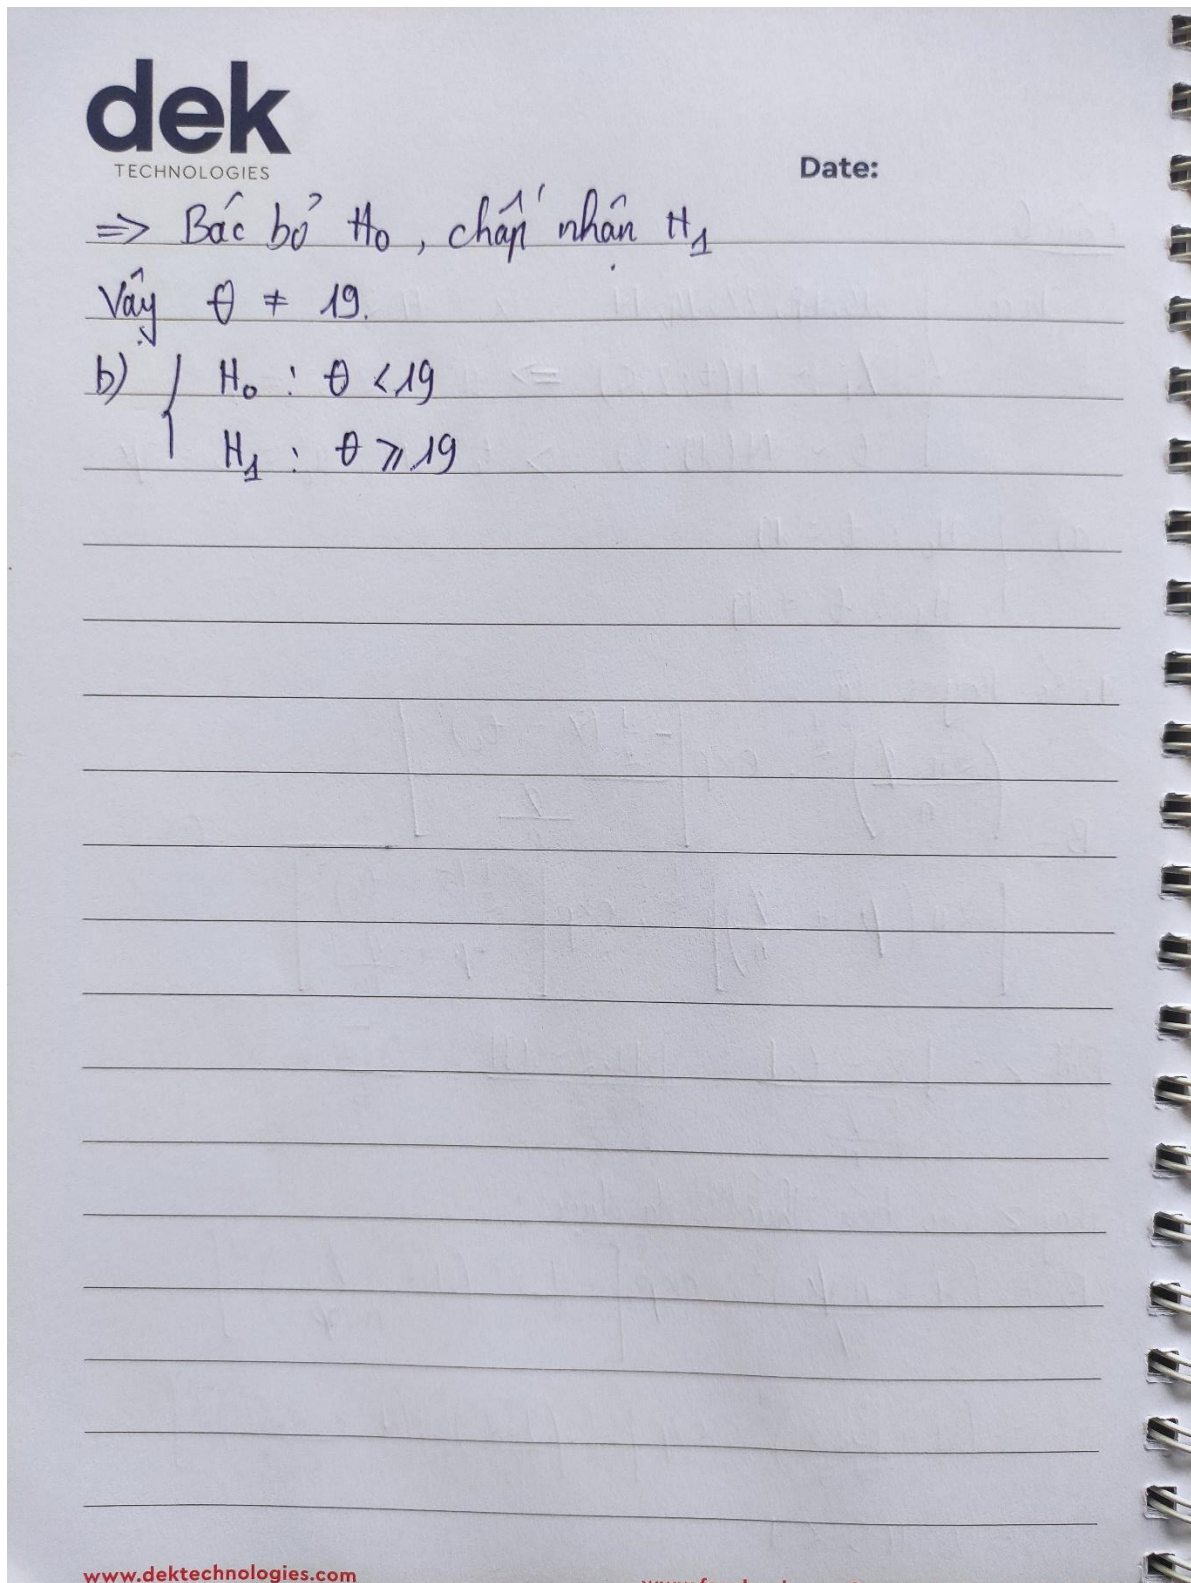 dek
TECHNOLOGIES
Date:
=> Bác bỏ H₀, chấp nhận H₁
Vậy θ ≠ 19.
b) { H₀ : θ < 19
H₁ : θ ⩾ 19
www.dektechnologies.com